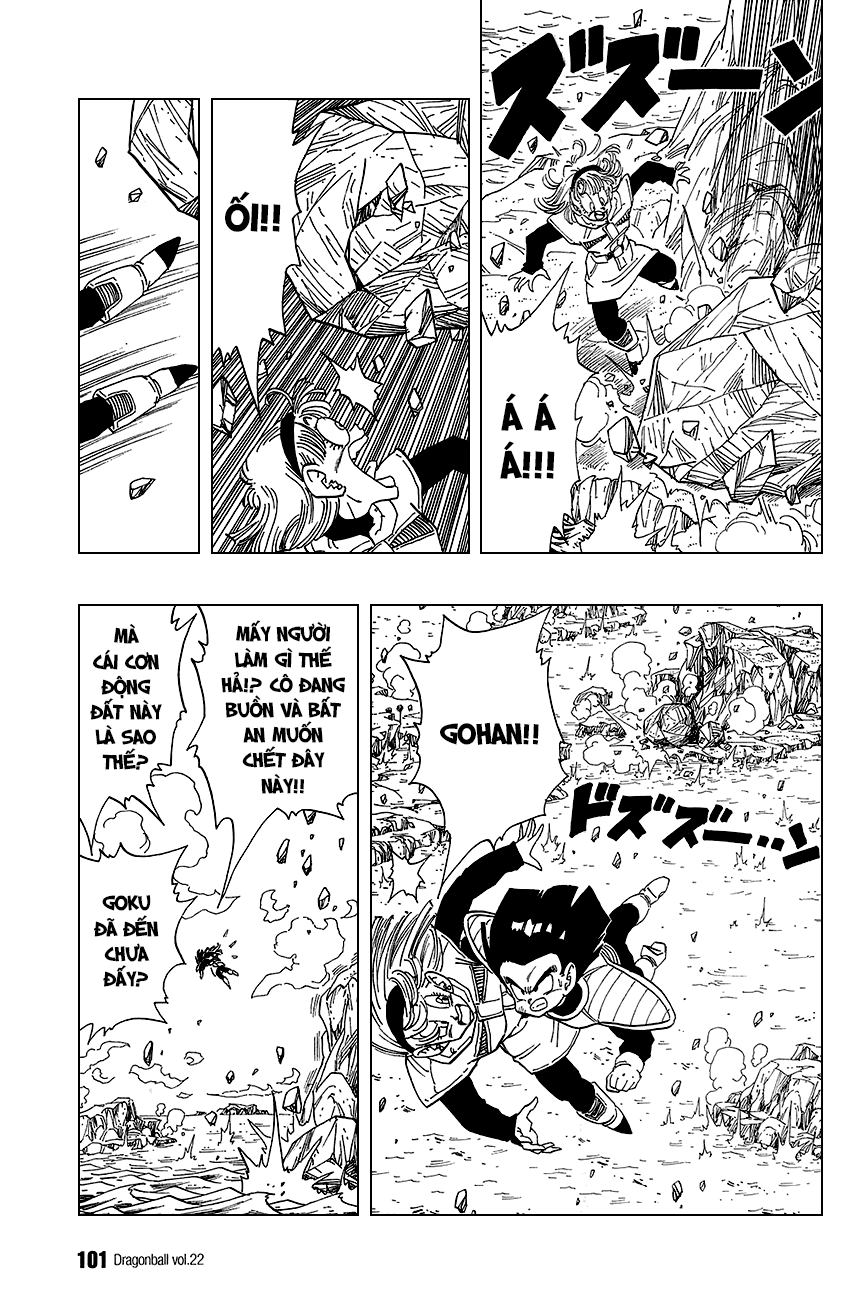 ズズーン
Á Á
Á!!!
ỐI!!
GOHAN!!
ドズズーン
MẤY NGƯỜI
LÀM GÌ THẾ
HẢ!? CÔ ĐANG
BUỒN VÀ BẤT
AN MUỐN
CHẾT ĐÂY
NÀY!!
MÀ
CÁI CƠN
ĐỘNG
ĐẤT NÀY
LÀ SAO
THẾ?
GOKU
ĐÃ ĐẾN
CHƯA
ĐẤY?
101 Dragonball vol.22